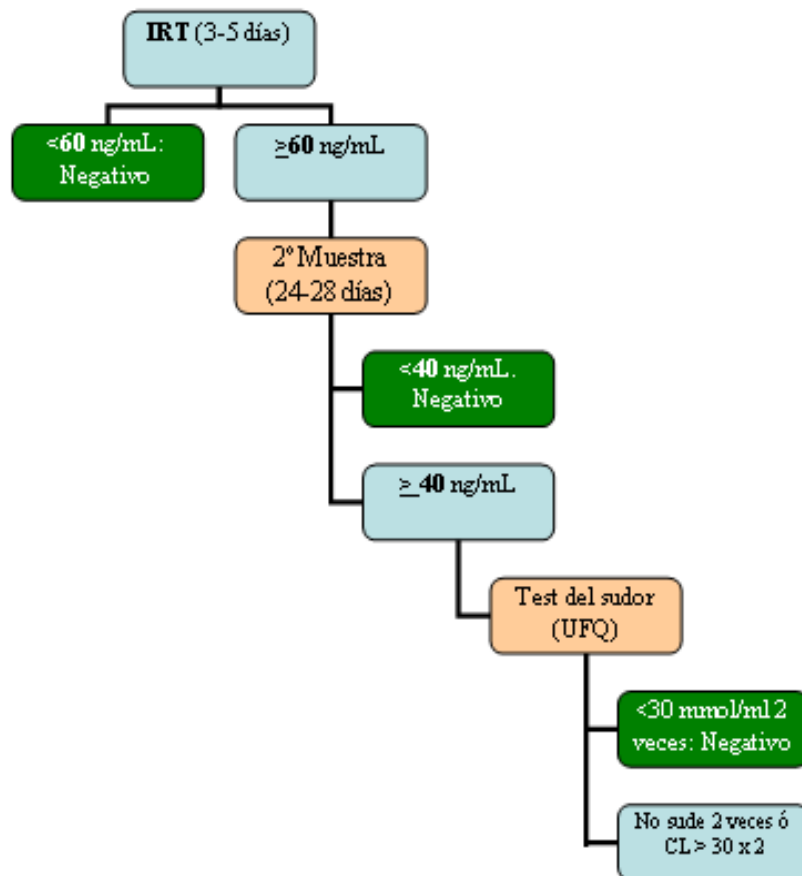 IRT (3-5 días)
<60 ng/mL:
Negativo
≥60 ng/mL
2º Muestra
(24-28 días)
<40 ng/mL.
Negativo
≥ 40 ng/mL
Test del sudor
(UFQ)
<30 mmol/ml 2
veces: Negativo
No sude 2 veces ó
CL > 30 x 2